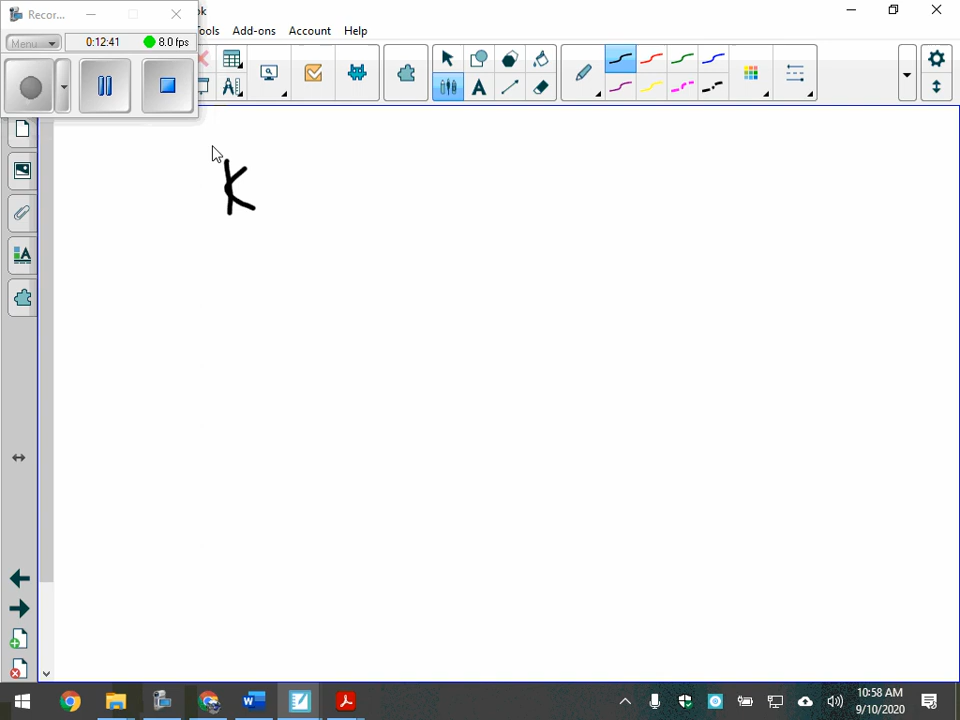 Recor...
ok
Menu
0:12:41
8.0 fps
ools
Add-ons
Account
Help
K
10:58 AM
9/10/2020